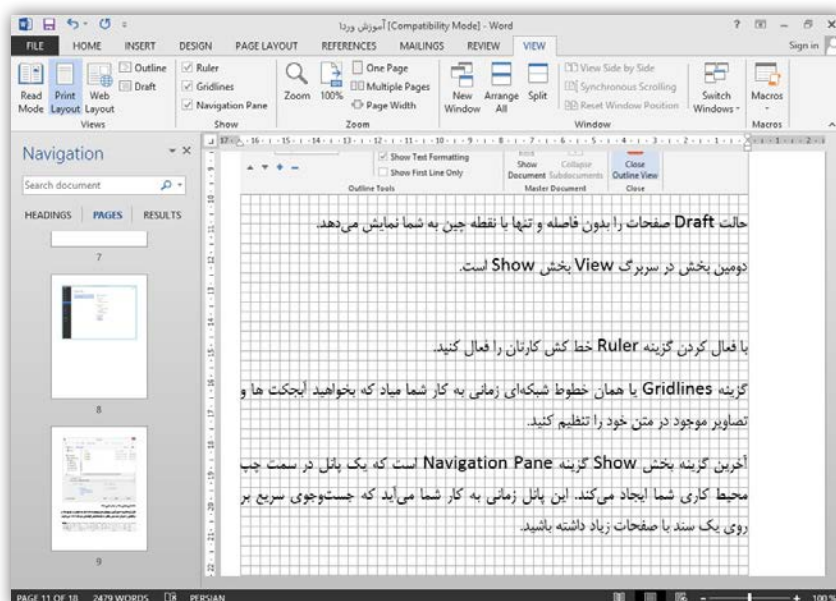 آموزش ورد۱ [Compatibility Mode] - Word
FILE HOME INSERT DESIGN PAGE LAYOUT REFERENCES MAILINGS REVIEW VIEW Sign in
Read Mode
Print Layout
Web Layout
Outline
Draft
Views
Ruler
Gridlines
Navigation Pane
Show
Zoom
100%
One Page
Multiple Pages
Page Width
Zoom
New Window
Arrange All
Split
View Side by Side
Synchronous Scrolling
Reset Window Position
Window
Switch Windows
Macros
Macros
Navigation
Search document
HEADINGS PAGES RESULTS
7
8
9
Show Text Formatting
Show First Line Only
Outline Tools
Show Document
Collapse Subdocuments
Master Document
Close Outline View
Close
حالت Draft صفحات را بدون فاصله و تنها با نقطه چین به شما نمایش می‌دهد.
دومین بخش در سربرگ View بخش Show است.
با فعال کردن گزینه Ruler خط کش کارتان را فعال کنید.
گزینه Gridlines یا همان خطوط شبکه‌ای زمانی به کار شما میاد که بخواهید آبجکت ها و
تصاویر موجود در متن خود را تنظیم کنید.
آخرین گزینه بخش Show گزینه Navigation Pane است که یک پانل در سمت چپ
محیط کاری شما ایجاد می‌کند. این پانل زمانی به کار شما می‌آید که جست‌وجوی سریع بر
روی یک سند با صفحات زیاد داشته باشید.
PAGE 11 OF 18 2479 WORDS PERSIAN 100%